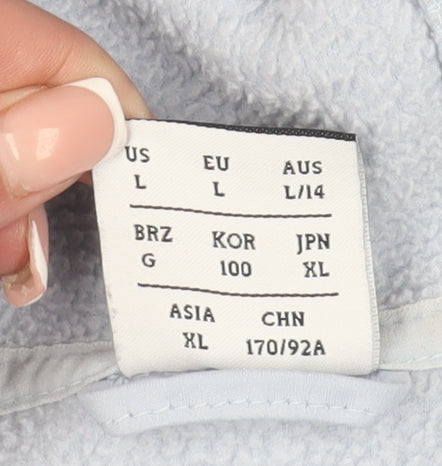 US EU AUS
L L L/14
BRZ KOR JPN
G 100 XL
ASIA CHN
XL 170/92A